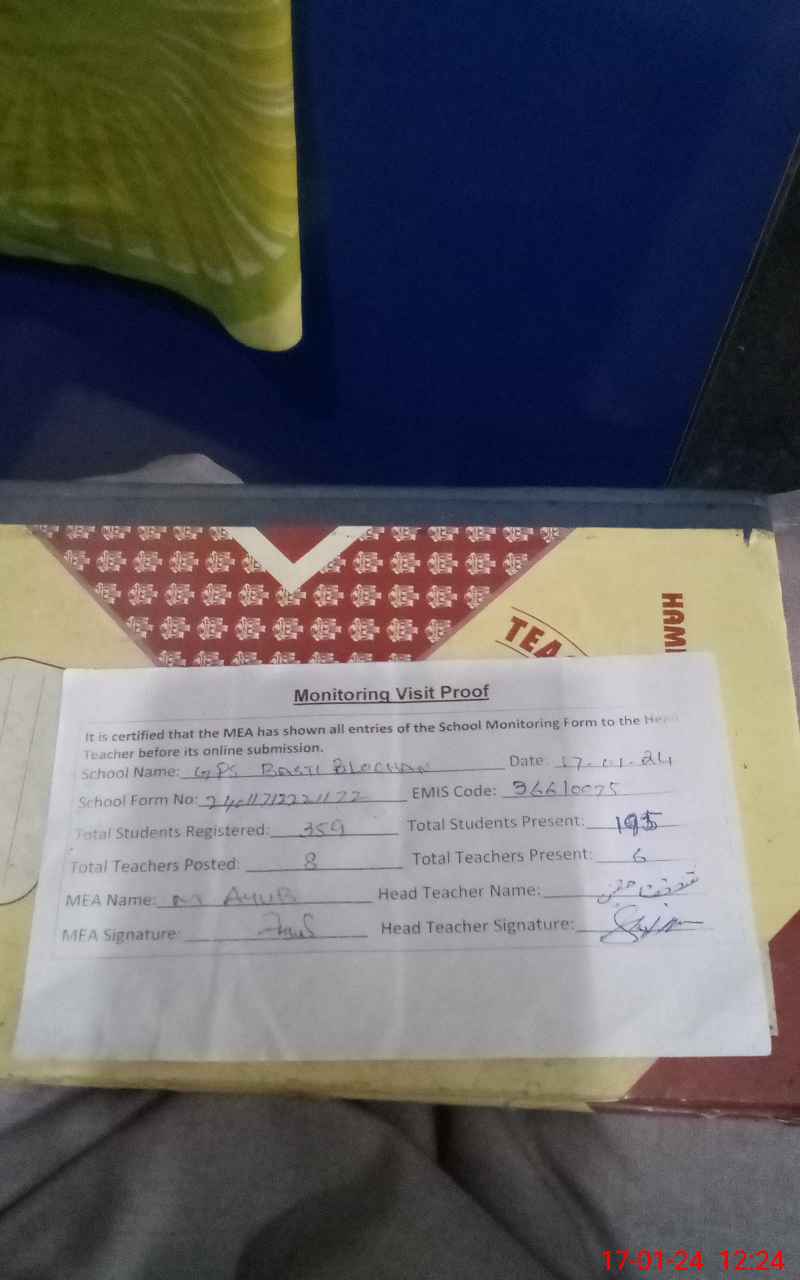 HAM
TEA
Monitoring Visit Proof
It is certified that the MEA has shown all entries of the School Monitoring Form to the Head
Teacher before its online submission.
School Name: GPS BASTI BLOCHAN Date: 17.01.24
School Form No: EMIS Code: 36610075
Total Students Registered: 359 Total Students Present: 195
Total Teachers Posted: 8 Total Teachers Present: 6
MEA Name: M AYUB Head Teacher Name:
MEA Signature: Head Teacher Signature:
17-01-24 12:24